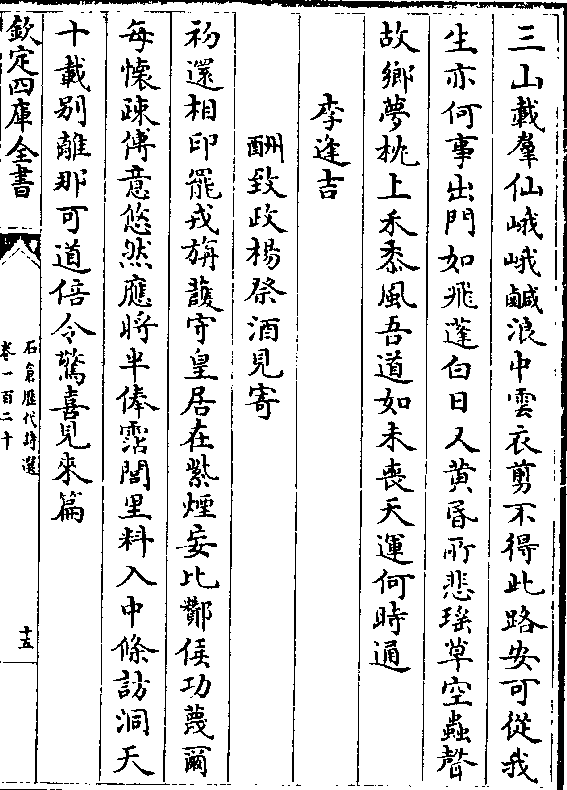 三山載羣仙峨峨鹹浪中雲衣剪不得此路安可從我
生亦何事出門如飛蓬白日又黄昏所悲瑶草空蟲聲
故鄉夢枕上禾黍風吾道如未喪天運何時通
李逢吉
酬致政楊祭酒見寄
初還相印罷戎旃䕶寄皇居在紫煙妄比酇侯功蔑爾
每懷疎傅意悠然應將半俸霑閭里料入中條訪洞天
十載别離那可道倍令驚喜見來篇
欽定四庫全書
石倉歷代詩選
卷一百二十
十五